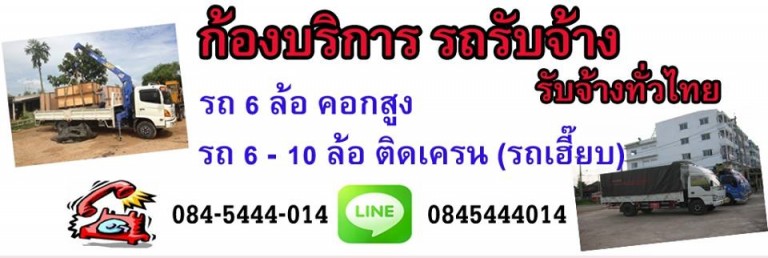 ก้องบริการ รถรับจ้าง
รับจ้างทั่วไทย
รถ 6 ล้อ คอกสูง
รถ 6 - 10 ล้อ ติดเครน (รถเฮี๊ยบ)
084-5444-014 LINE 0845444014